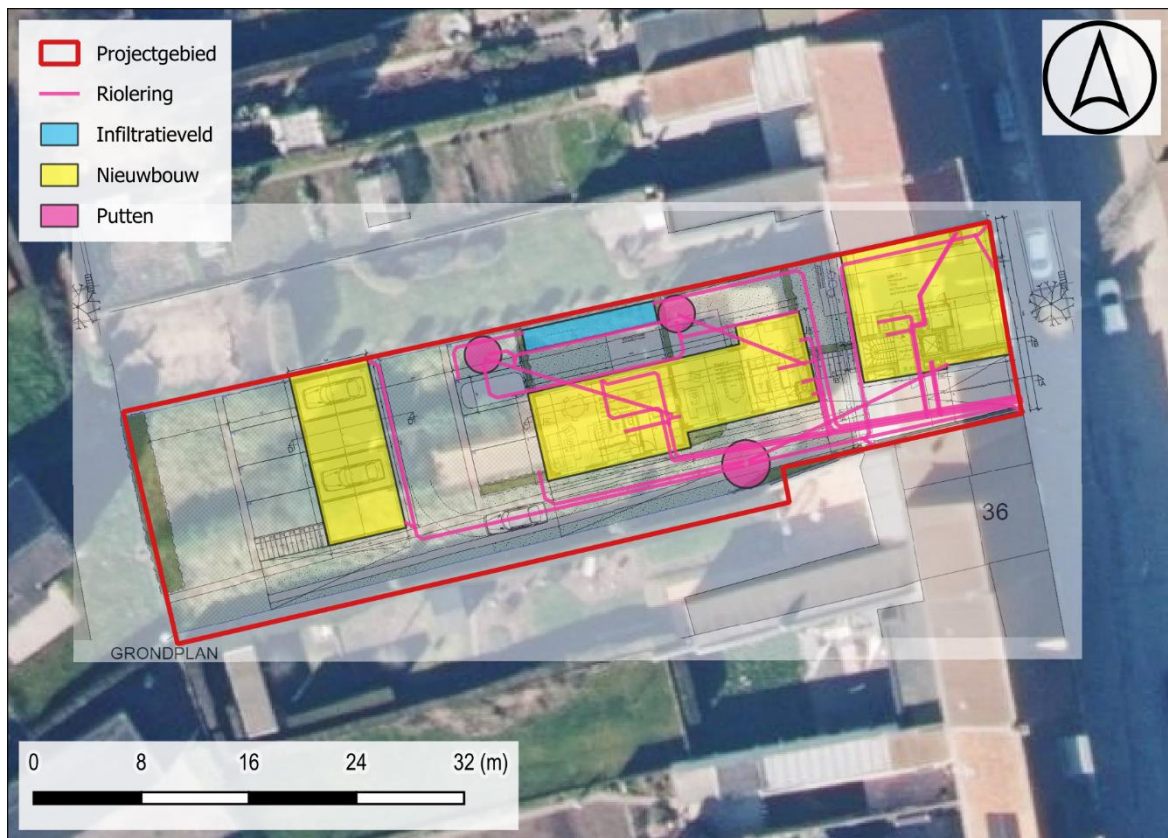 Projectgebied
Riolering
Infiltratieveld
Nieuwbouw
Putten
36
GRONDPLAN
0 8 16 24 32 (m)